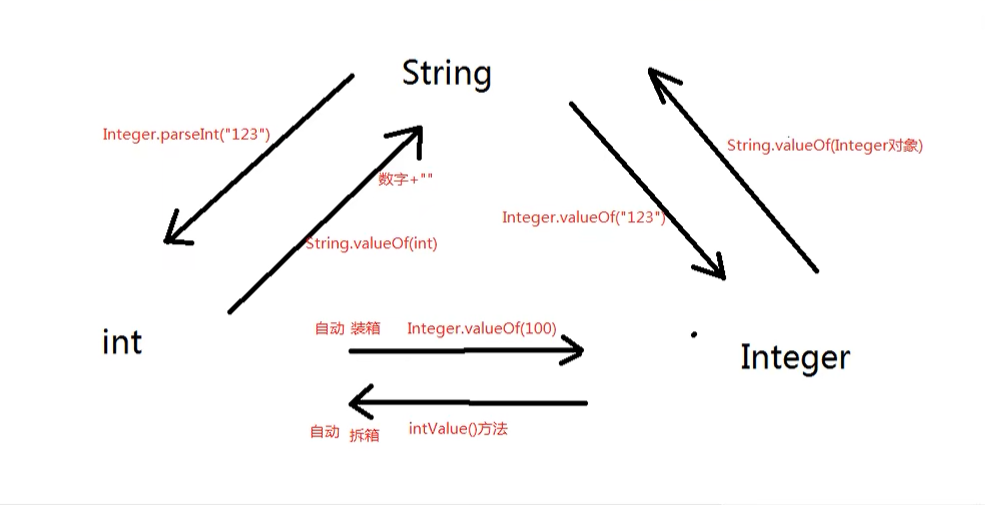 String
Integer.parseInt("123")
String.valueOf(Integer对象)
数字+""
Integer.valueOf("123")
String.valueOf(int)
自动 装箱 Integer.valueOf(100)
int
Integer
自动 拆箱 intValue()方法